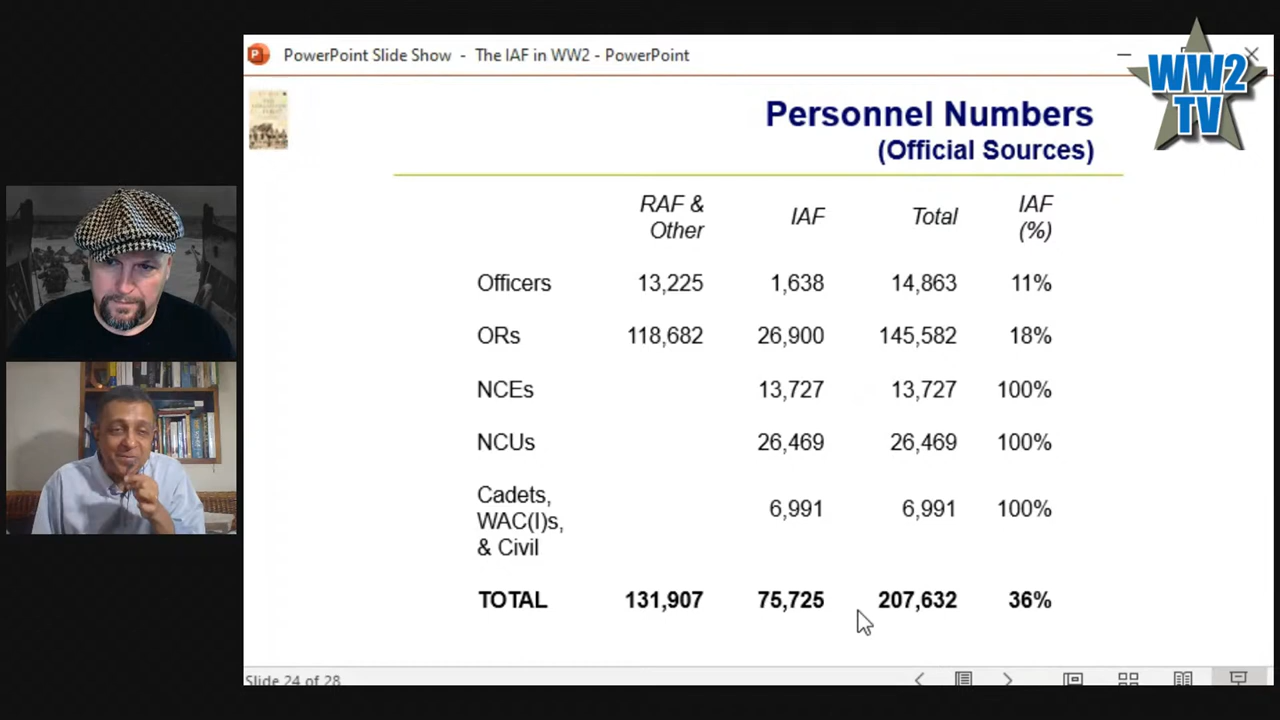 PowerPoint Slide Show - The IAF in WW2 - PowerPoint
WW2
TV
Personnel Numbers
(Official Sources)
RAF & Other IAF Total IAF (%)
Officers 13,225 1,638 14,863 11%
ORs 118,682 26,900 145,582 18%
NCEs 13,727 13,727 100%
NCUs 26,469 26,469 100%
Cadets,
WAC(I)s, 6,991 6,991 100%
& Civil
TOTAL 131,907 75,725 207,632 36%
Slide 24 of 28